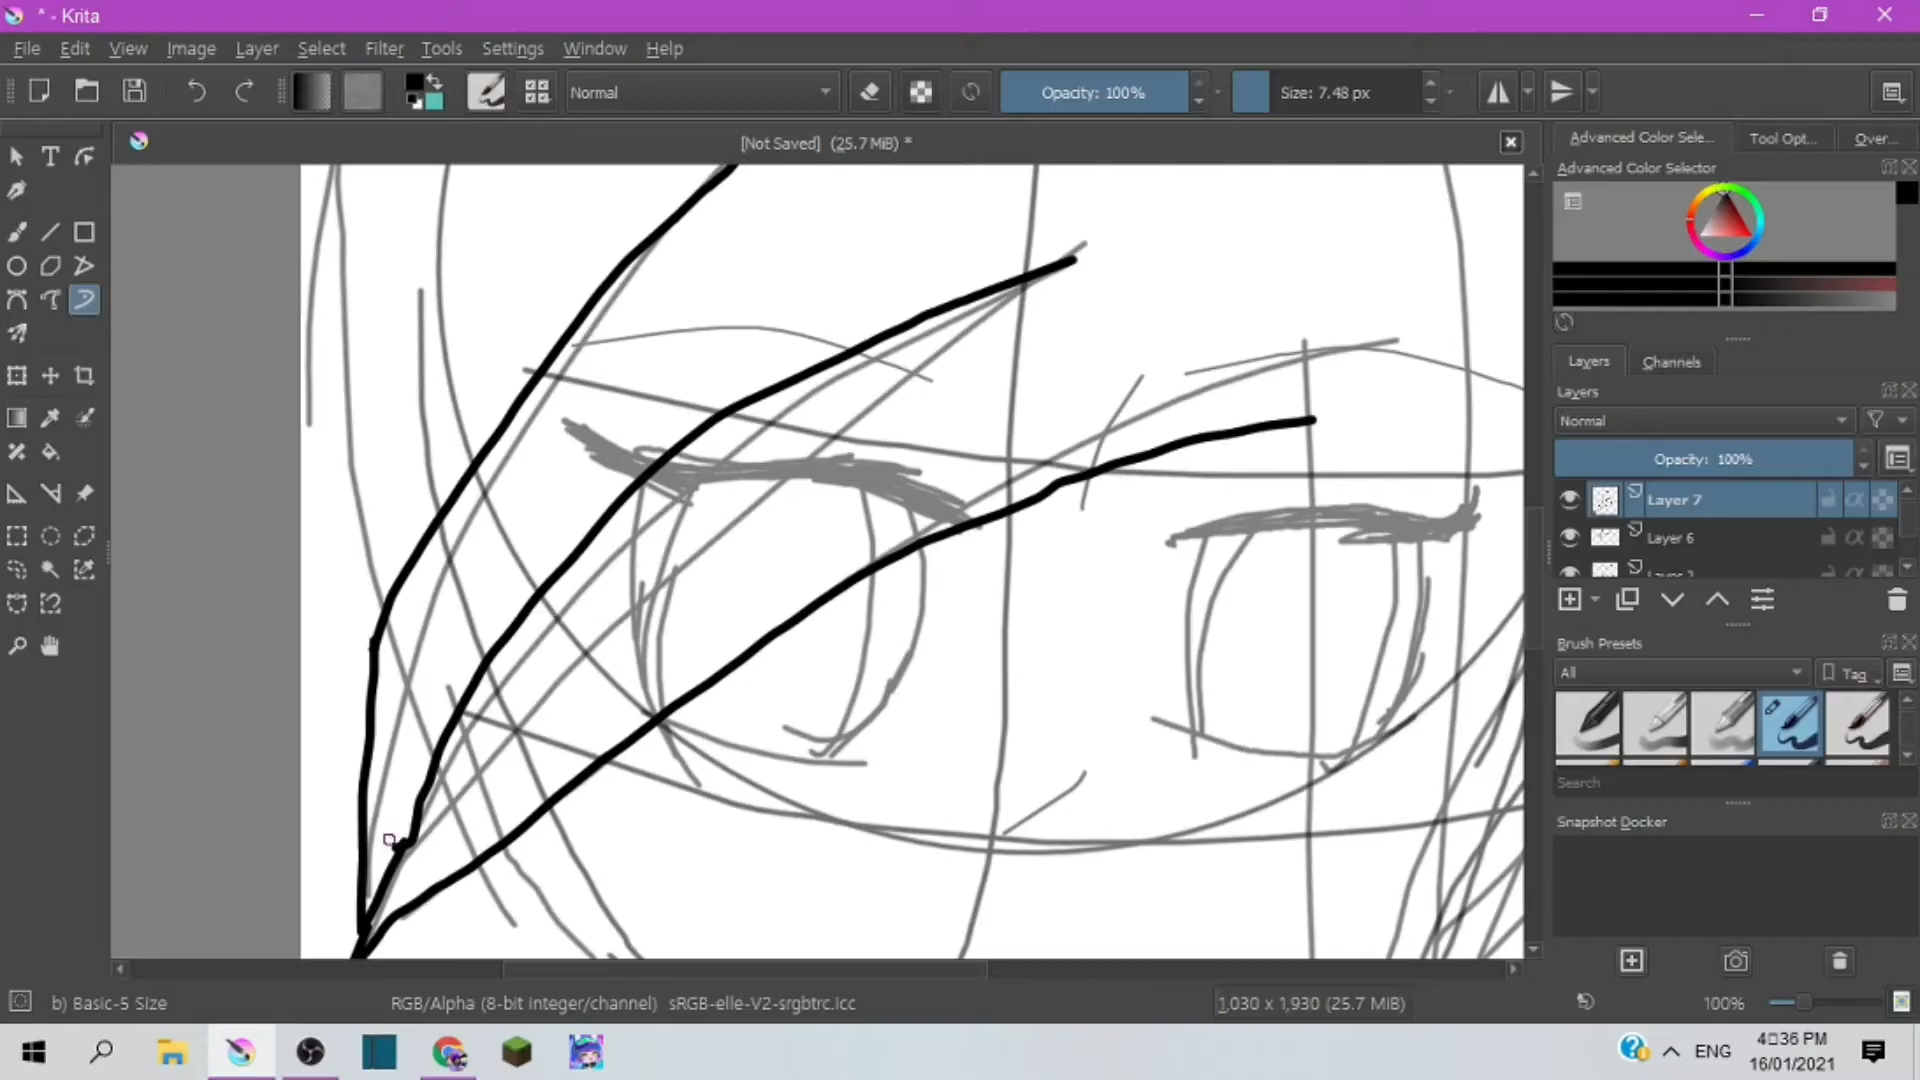 * - Krita
File Edit View Image Layer Select Filter Tools Settings Window Help
Normal Opacity: 100% Size: 7.48 px
[Not Saved] (25.7 MiB) *
Advanced Color Sele... Tool Opt... Over...
Advanced Color Selector
Layers Channels
Layers
Normal
Opacity: 100%
Layer 7
Layer 6
Brush Presets
All Tag
Search
Snapshot Docker
b) Basic-5 Size RGB/Alpha (8-bit integer/channel) sRGB-elle-V2-srgbtrc.icc 1,030 x 1,930 (25.7 MiB) 100%
ENG 4:36 PM
16/01/2021